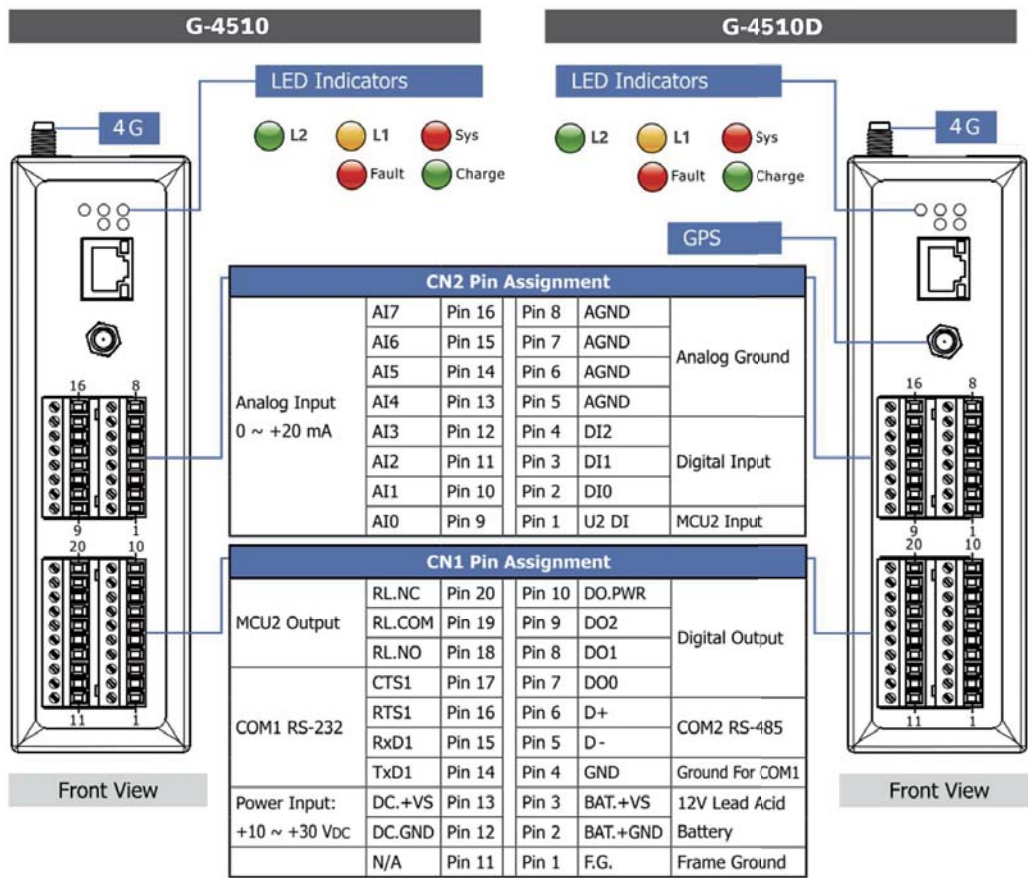 G-4510
G-4510D
LED Indicators
LED Indicators
4G
L2 L1 Sys
Fault Charge
L2 L1 Sys
Fault Charge
4G
GPS
CN2 Pin Assignment
Analog Input
0 ~ +20 mA
AI7 Pin 16 Pin 8 AGND
AI6 Pin 15 Pin 7 AGND
AI5 Pin 14 Pin 6 AGND
AI4 Pin 13 Pin 5 AGND
Analog Ground
AI3 Pin 12 Pin 4 DI2
AI2 Pin 11 Pin 3 DI1
AI1 Pin 10 Pin 2 DI0
Digital Input
AI0 Pin 9 Pin 1 U2 DI MCU2 Input
16 8
9 1
20 10
11 1
16 8
9 1
20 10
11 1
CN1 Pin Assignment
MCU2 Output
RL.NC Pin 20 Pin 10 DO.PWR
RL.COM Pin 19 Pin 9 DO2
RL.NO Pin 18 Pin 8 DO1
Digital Output
CTS1 Pin 17 Pin 7 DO0
COM1 RS-232
RTS1 Pin 16 Pin 6 D+
RxD1 Pin 15 Pin 5 D-
COM2 RS-485
TxD1 Pin 14 Pin 4 GND Ground For COM1
Power Input: DC.+VS Pin 13 Pin 3 BAT.+VS 12V Lead Acid
+10 ~ +30 VDC DC.GND Pin 12 Pin 2 BAT.+GND Battery
N/A Pin 11 Pin 1 F.G. Frame Ground
Front View
Front View